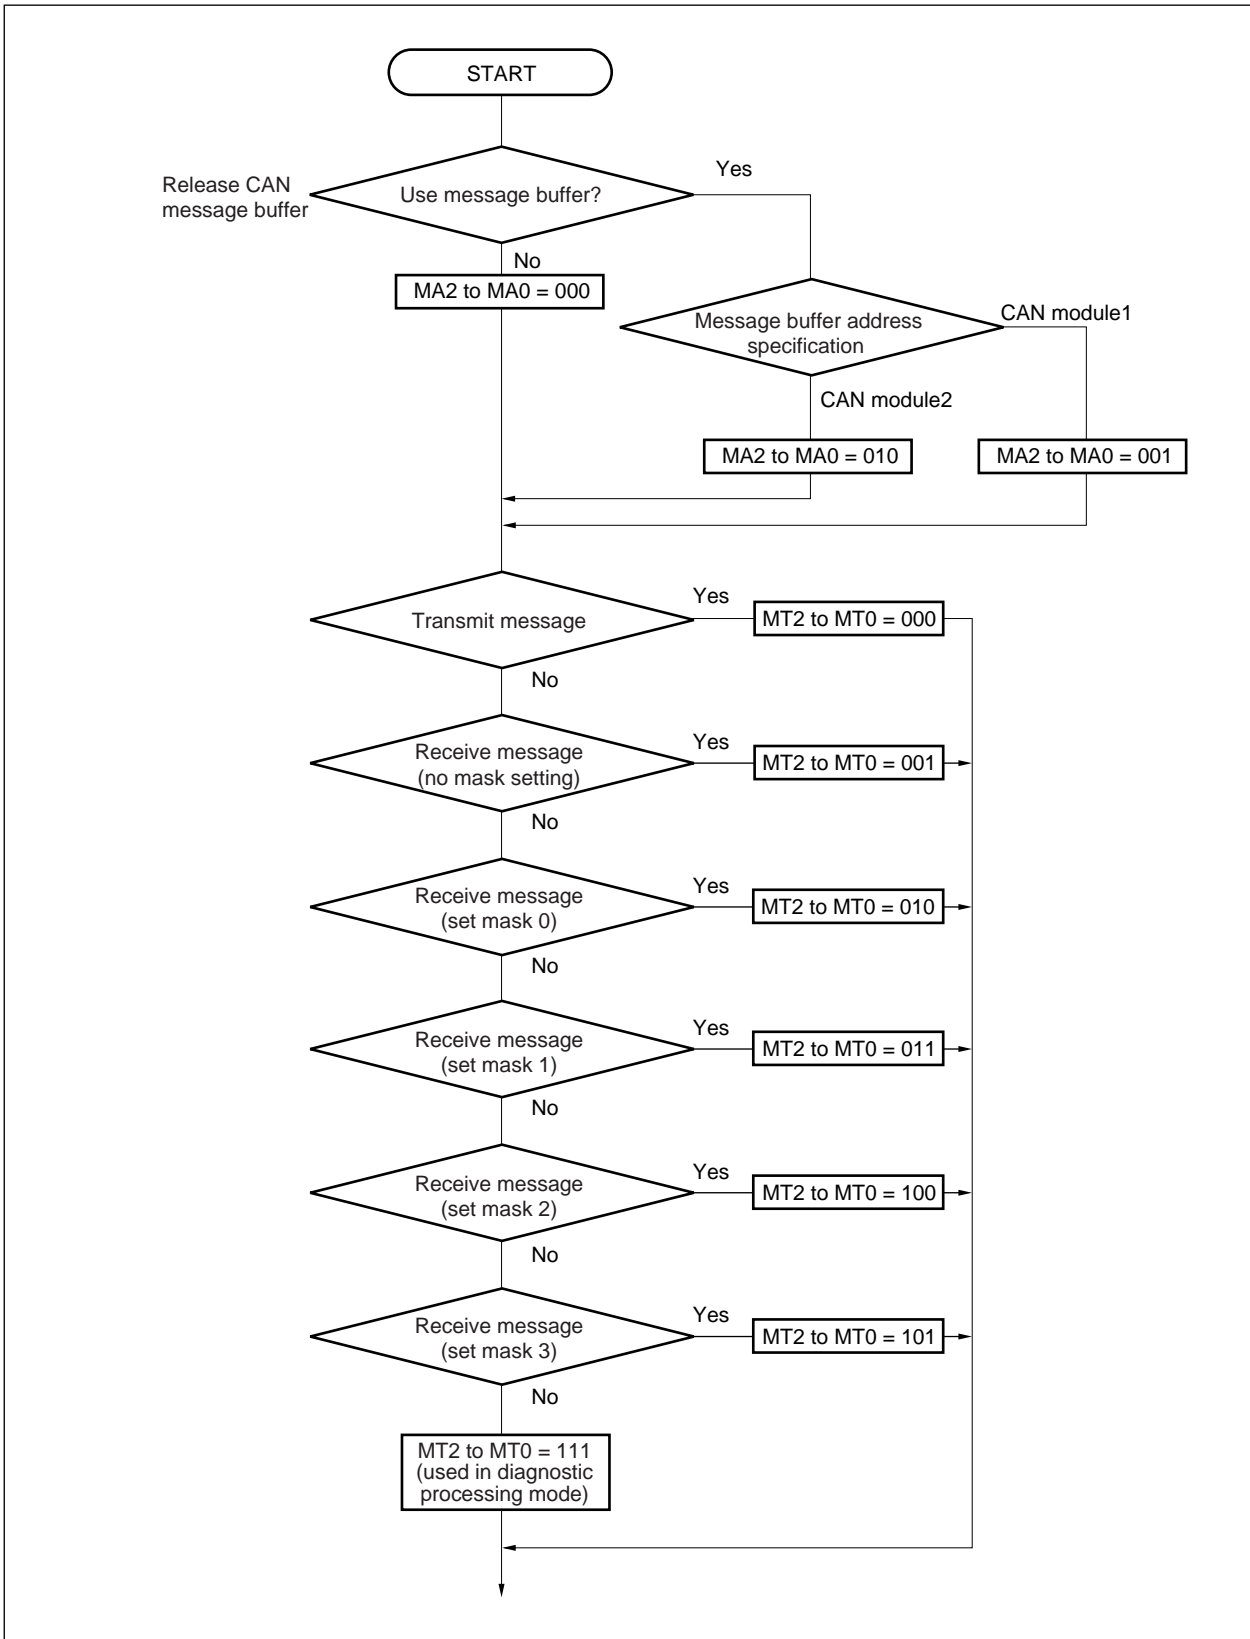 START
Release CAN
message buffer
Use message buffer?
Yes
No
MA2 to MA0 = 000
Message buffer address
specification
CAN module1
CAN module2
MA2 to MA0 = 010
MA2 to MA0 = 001
Transmit message
Yes
MT2 to MT0 = 000
No
Receive message
(no mask setting)
Yes
MT2 to MT0 = 001
No
Receive message
(set mask 0)
Yes
MT2 to MT0 = 010
No
Receive message
(set mask 1)
Yes
MT2 to MT0 = 011
No
Receive message
(set mask 2)
Yes
MT2 to MT0 = 100
No
Receive message
(set mask 3)
Yes
MT2 to MT0 = 101
No
MT2 to MT0 = 111
(used in diagnostic
processing mode)